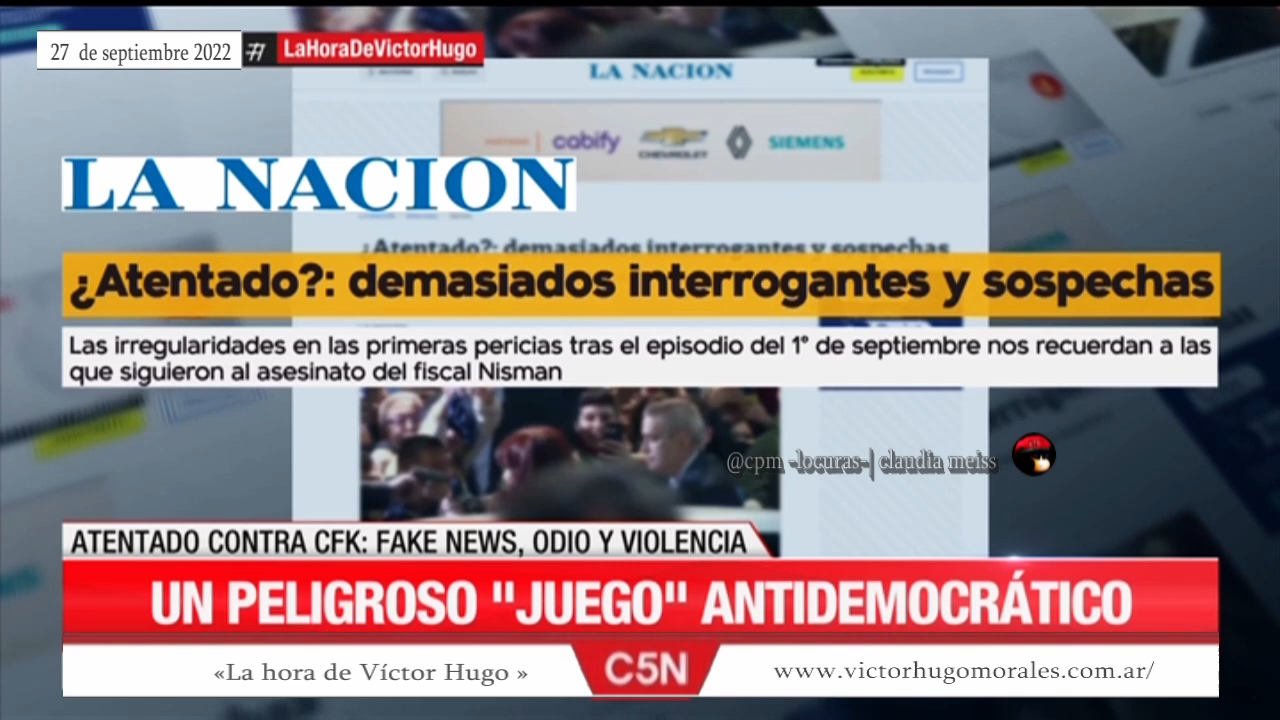 27 de septiembre 2022 # LaHoraDeVictorHugo
LA NACION
cabify CHEVROLET SIEMENS
LA NACION
¿Atentado?: demasiados interrogantes y sospechas
¿Atentado?: demasiados interrogantes y sospechas
Las irregularidades en las primeras pericias tras el episodio del 1° de septiembre nos recuerdan a las
que siguieron al asesinato del fiscal Nisman
@cpm -locuras-| claudia meiss
ATENTADO CONTRA CFK: FAKE NEWS, ODIO Y VIOLENCIA
UN PELIGROSO "JUEGO" ANTIDEMOCRÁTICO
«La hora de Víctor Hugo » C5N www.victorhugomorales.com.ar/